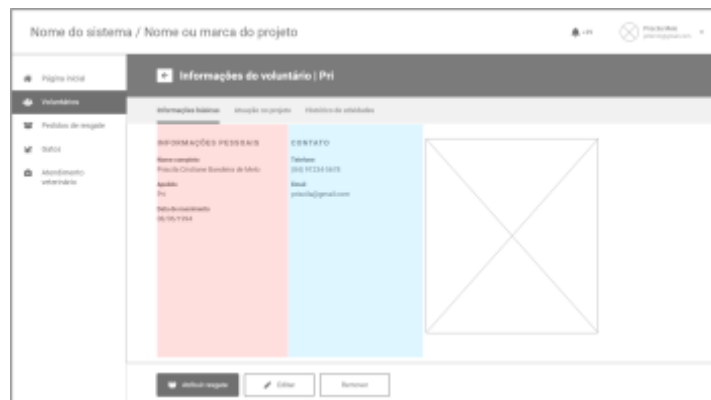 Nome do sistema / Nome ou marca do projeto
Página inicial
Voluntários
Pedidos de resgate
Gatos
Atendimento
veterinário
Informações do voluntário | Pri
Informações básicas Atuação no projeto Histórico de atividades
INFORMAÇÕES PESSOAIS
Nome completo
Priscila Cristiane Bandeira de Melo
Apelido
Pri
Data de nascimento
CONTATO
Telefone
Email
priscila@gmail.com
Atribuir resgate
Editar
Remover